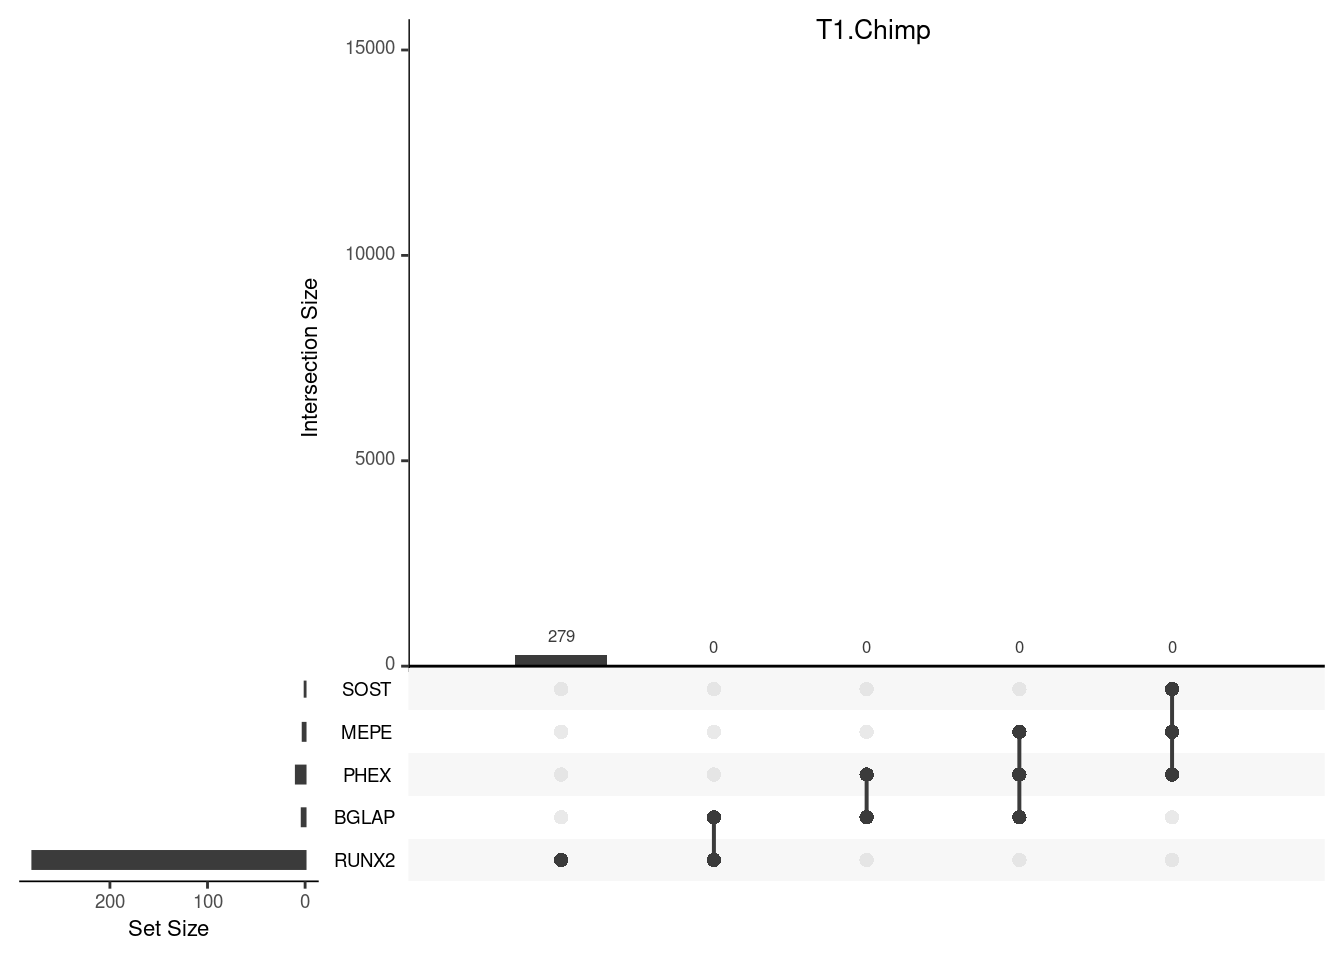 T1.Chimp
15000
10000
5000
0
Intersection Size
279
0
0
0
0
SOST
MEPE
PHEX
BGLAP
RUNX2
200
100
0
Set Size